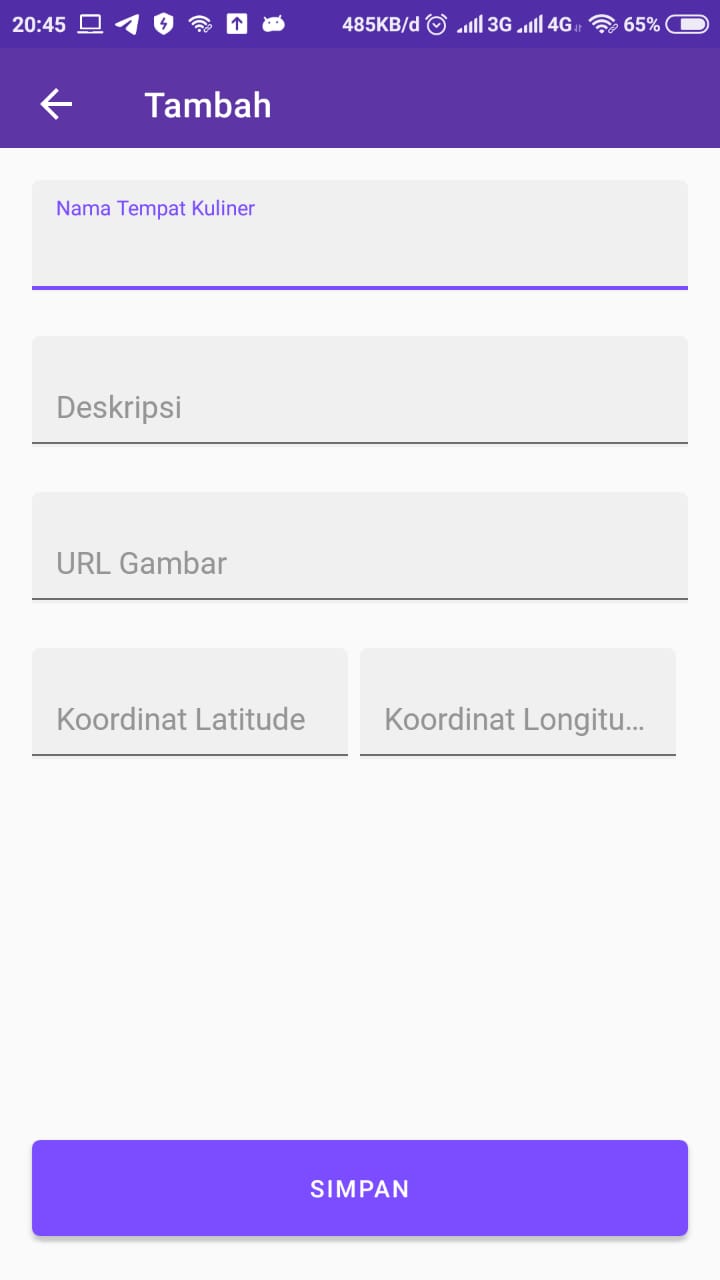 20:45 485KB/d 3G 4G 65%
Tambah
Nama Tempat Kuliner
Deskripsi
URL Gambar
Koordinat Latitude Koordinat Longitu...
SIMPAN